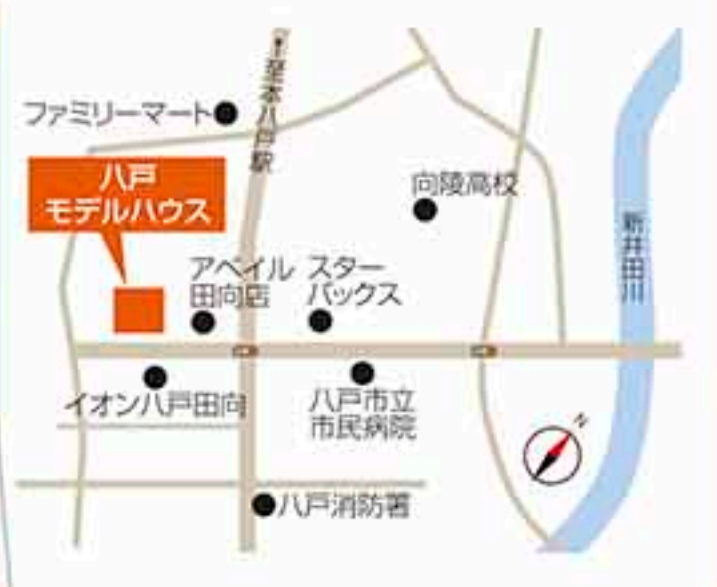 ↑至本八戸駅
ファミリーマート
八戸
モデルハウス
向陵高校
新井田川
アベイル
田向店
スター
バックス
イオン八戸田向
八戸市立
市民病院
N
八戸消防署